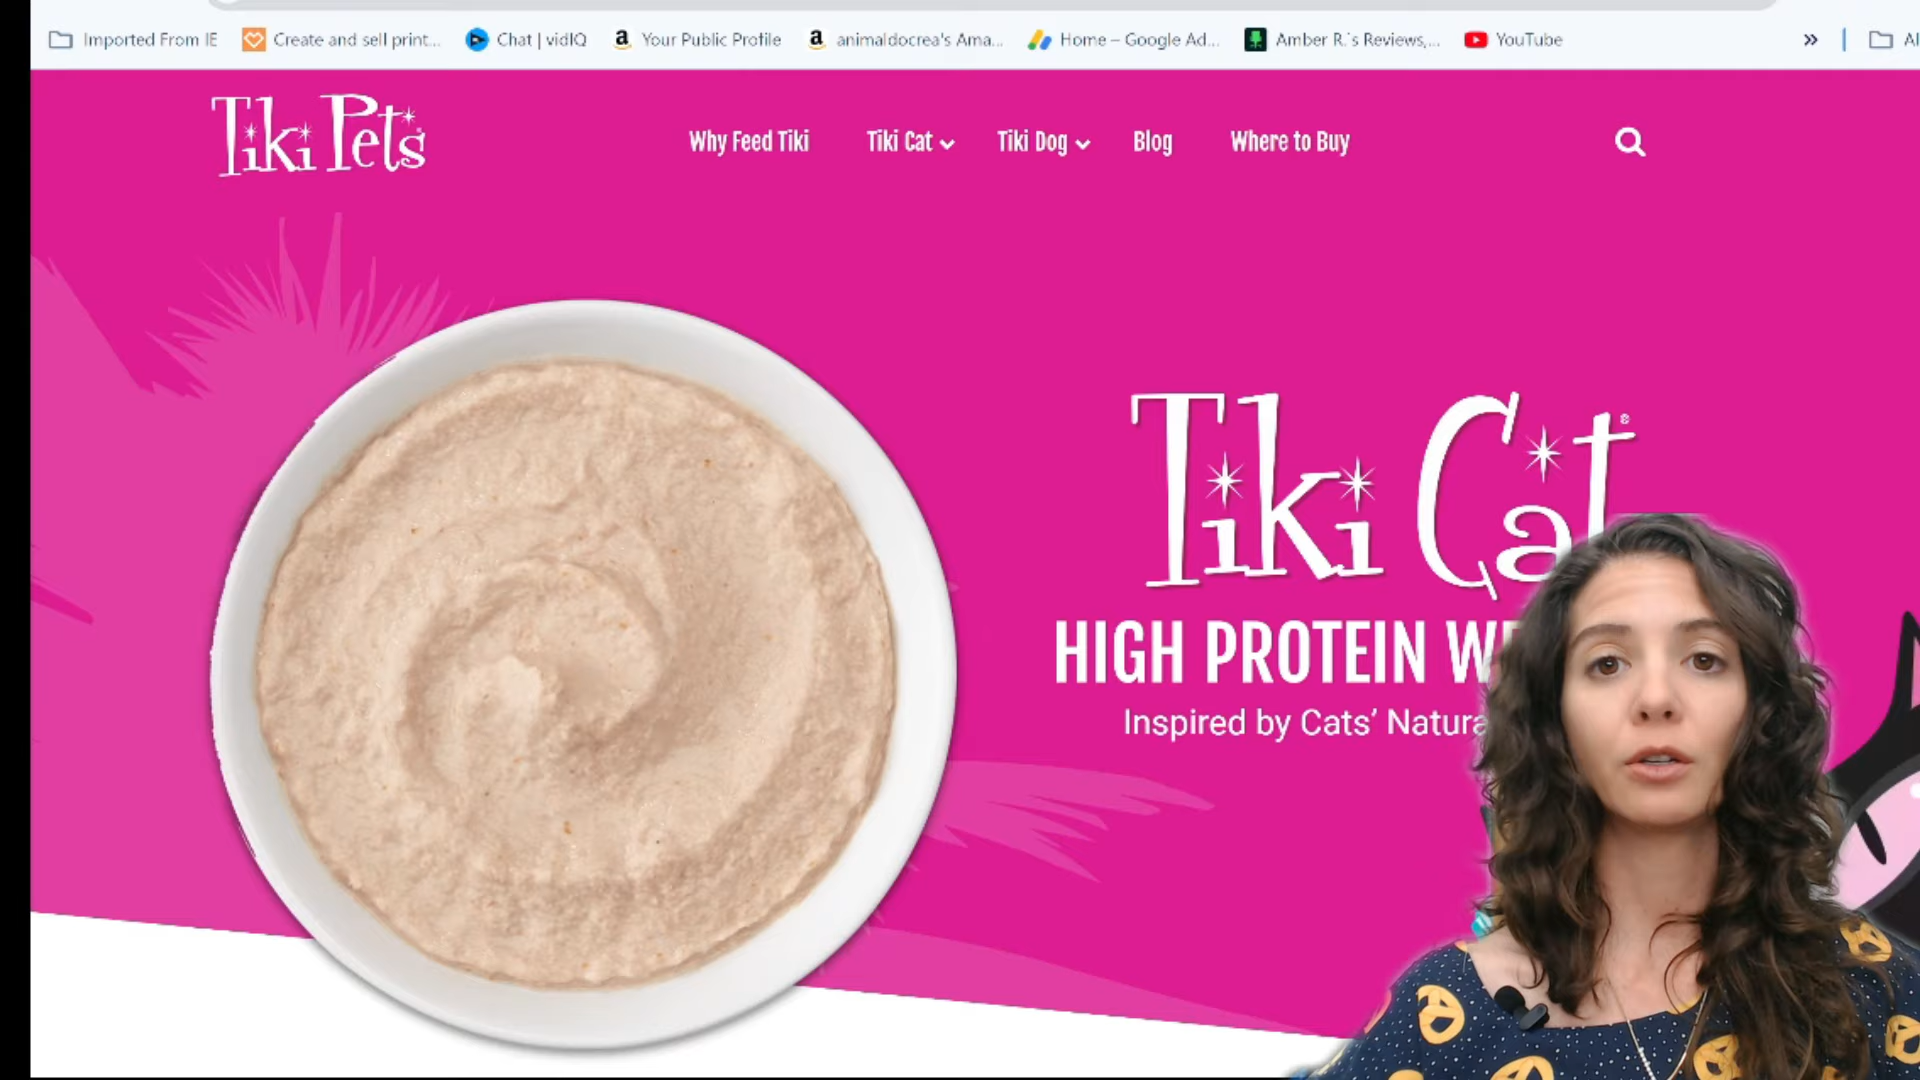 Imported From IE
Create and sell print...
Chat | vidIQ
Your Public Profile
animaldocrea's Ama...
Home – Google Ad...
Amber R.'s Reviews,...
YouTube
»
Al
Tiki Pets
Why Feed Tiki
Tiki Cat
Tiki Dog
Blog
Where to Buy
Tiki Cat®
HIGH PROTEIN W
Inspired by Cats' Natura